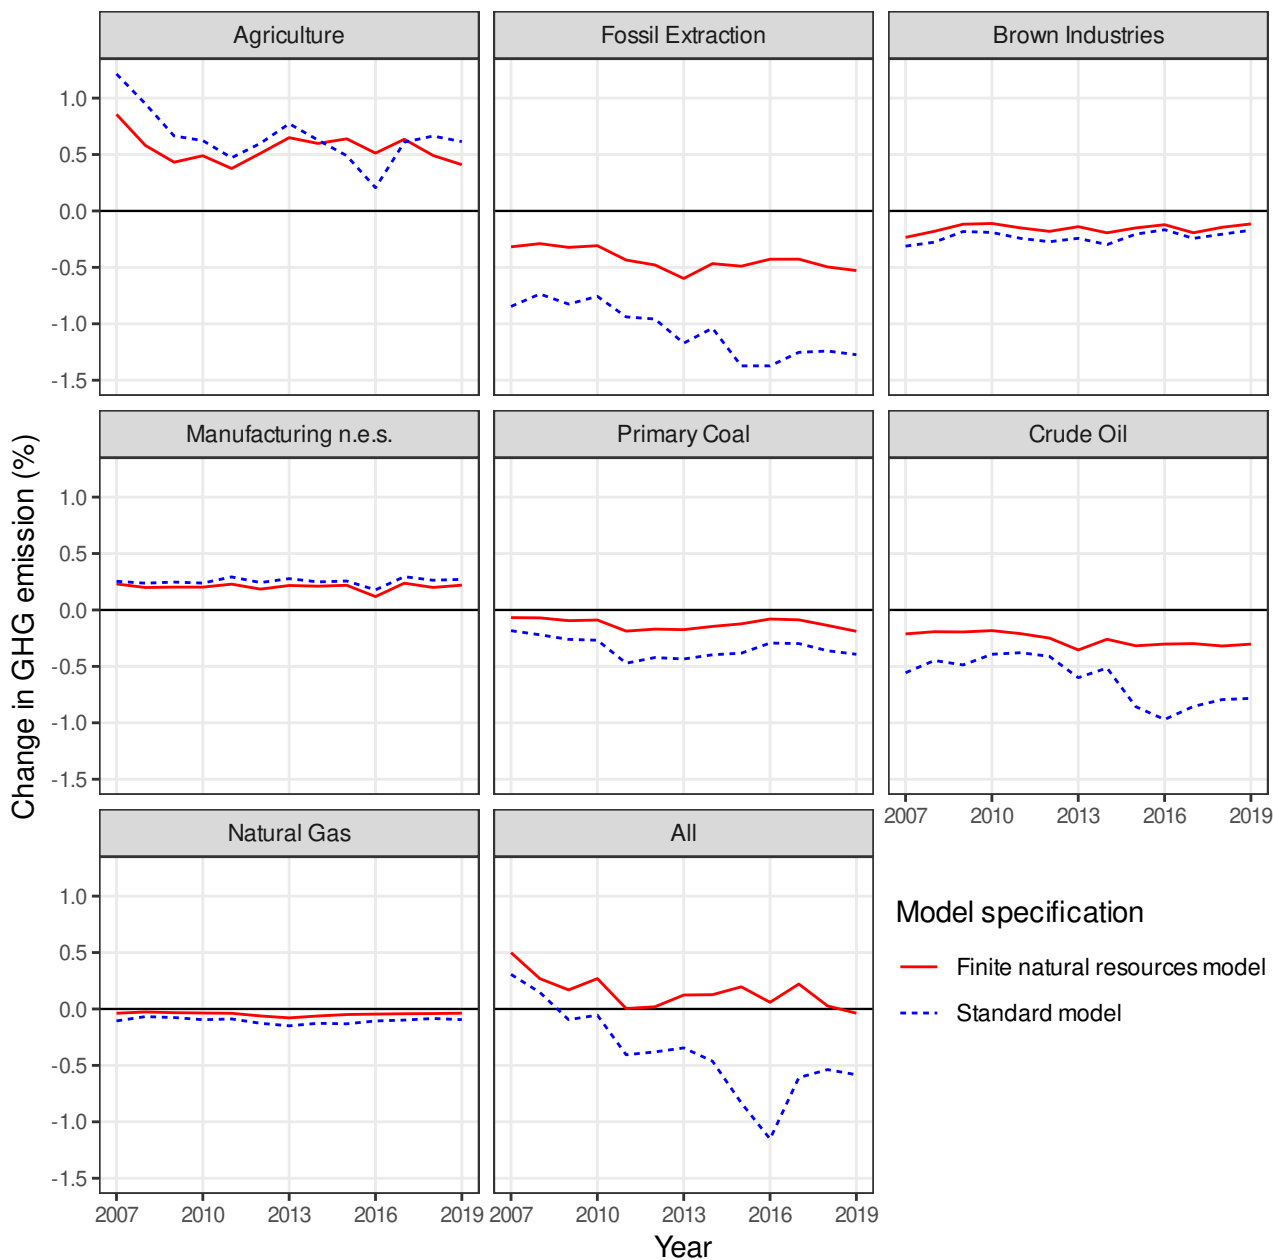 Agriculture
Fossil Extraction
Brown Industries
1.0
0.5
0.0
-0.5
-1.0
-1.5
Manufacturing n.e.s.
Primary Coal
Crude Oil
1.0
0.5
0.0
-0.5
-1.0
-1.5
2007 2010 2013 2016 2019
Natural Gas
All
1.0
0.5
0.0
-0.5
-1.0
-1.5
2007 2010 2013 2016 2019
2007 2010 2013 2016 2019
Change in GHG emission (%)
Year
Model specification
Finite natural resources model
Standard model